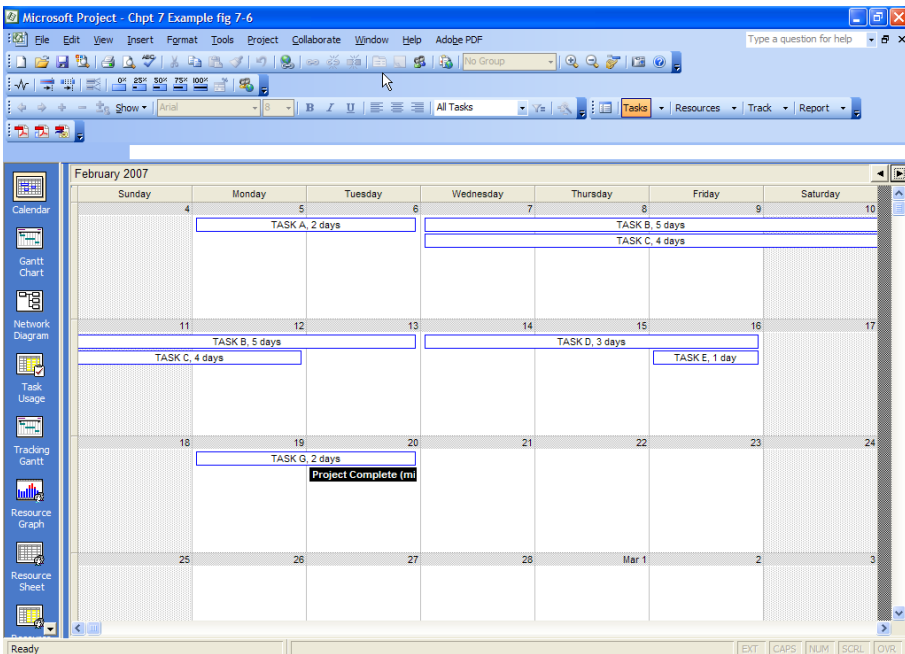 Microsoft Project - Chpt 7 Example fig 7-6
File Edit View Insert Format Tools Project Collaborate Window Help Adobe PDF Type a question for help
No Group
0% 25% 50% 75% 100%
Show Arial 8 B I U All Tasks Tasks Resources Track Report
February 2007
Sunday Monday Tuesday Wednesday Thursday Friday Saturday
4 5 6 7 8 9 10
TASK A, 2 days TASK B, 5 days
TASK C, 4 days
11 12 13 14 15 16 17
TASK B, 5 days TASK D, 3 days
TASK C, 4 days TASK E, 1 day
18 19 20 21 22 23 24
TASK G, 2 days
Project Complete (mi
25 26 27 28 Mar 1 2 3
Calendar
Gantt
Chart
Network
Diagram
Task
Usage
Tracking
Gantt
Resource
Graph
Resource
Sheet
Ready EXT CAPS NUM SCRL OVR